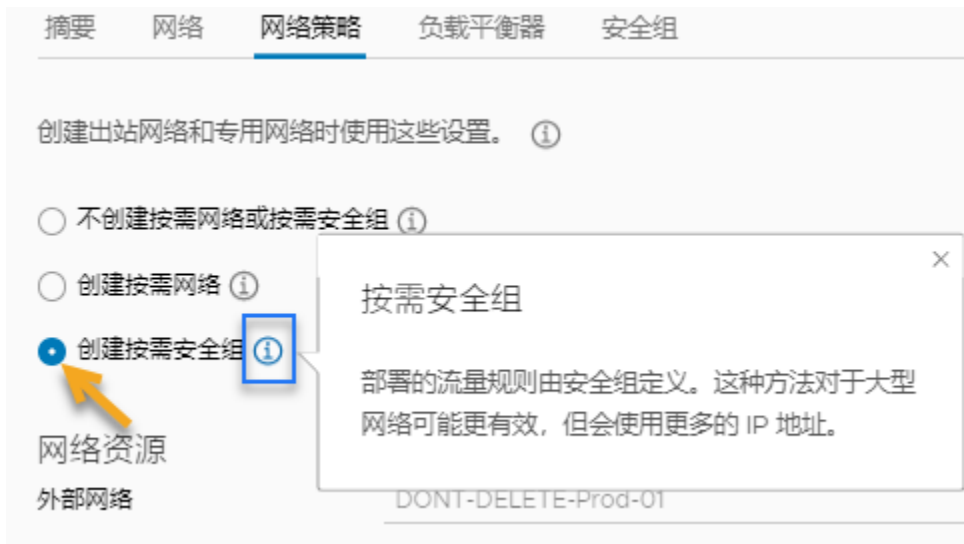 摘要 网络 网络策略 负载平衡器 安全组
创建出站网络和专用网络时使用这些设置。
不创建按需网络或按需安全组
创建按需网络
创建按需安全组
按需安全组
部署的流量规则由安全组定义。这种方法对于大型
网络可能更有效，但会使用更多的 IP 地址。
网络资源
外部网络 DONT-DELETE-Prod-01